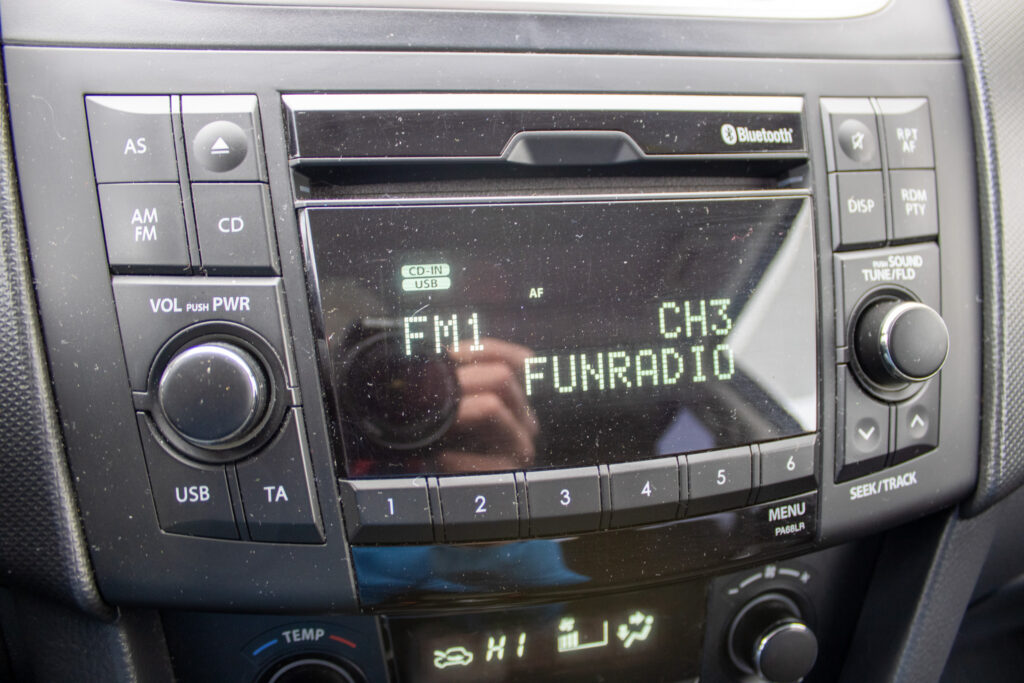 AS
AM
FM
CD
VOL PUSH PWR
USB
TA
Bluetooth®
CD-IN
USB
AF
FM1
CH3
FUNRADIO
1
2
3
4
5
6
MENU
PA68LR
RPT
AF
DISP
RDM
PTY
PUSH SOUND
TUNE/FLD
SEEK/TRACK
TEMP
HI